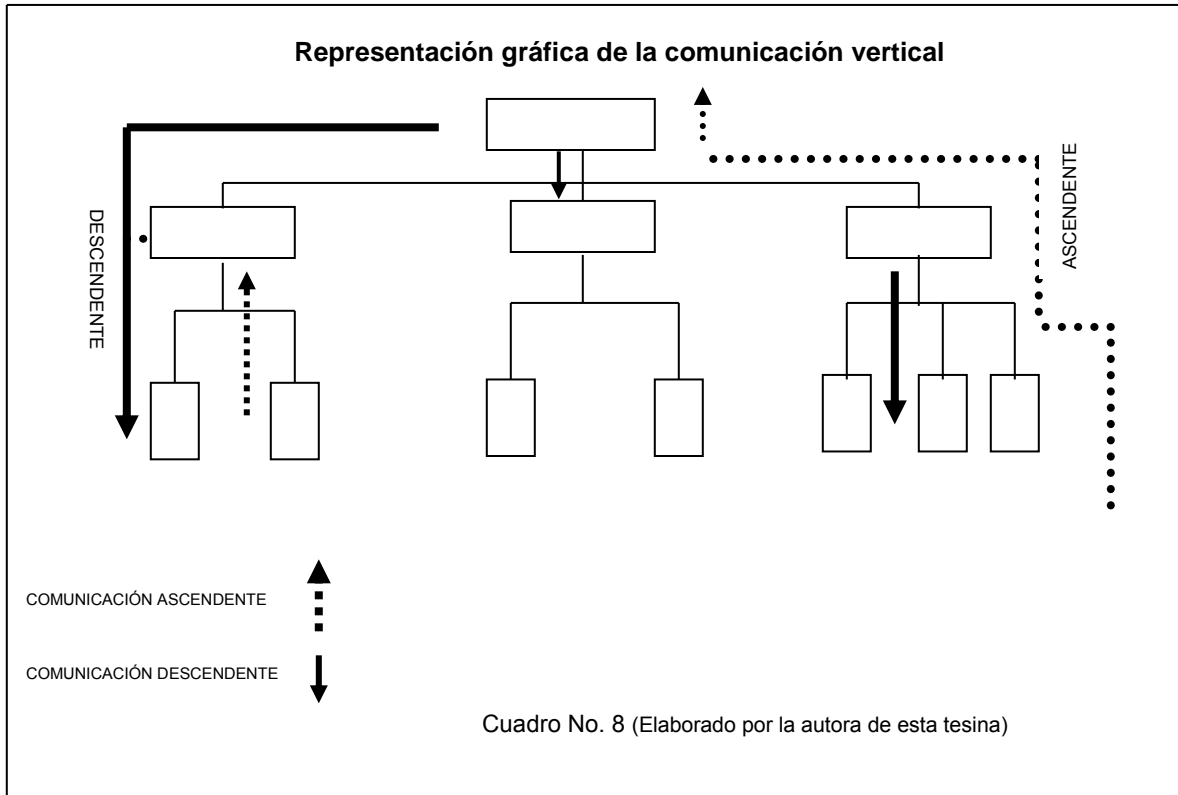 Representación gráfica de la comunicación vertical
DESCENDENTE
ASCENDENTE
COMUNICACIÓN ASCENDENTE
COMUNICACIÓN DESCENDENTE
Cuadro No. 8 (Elaborado por la autora de esta tesina)